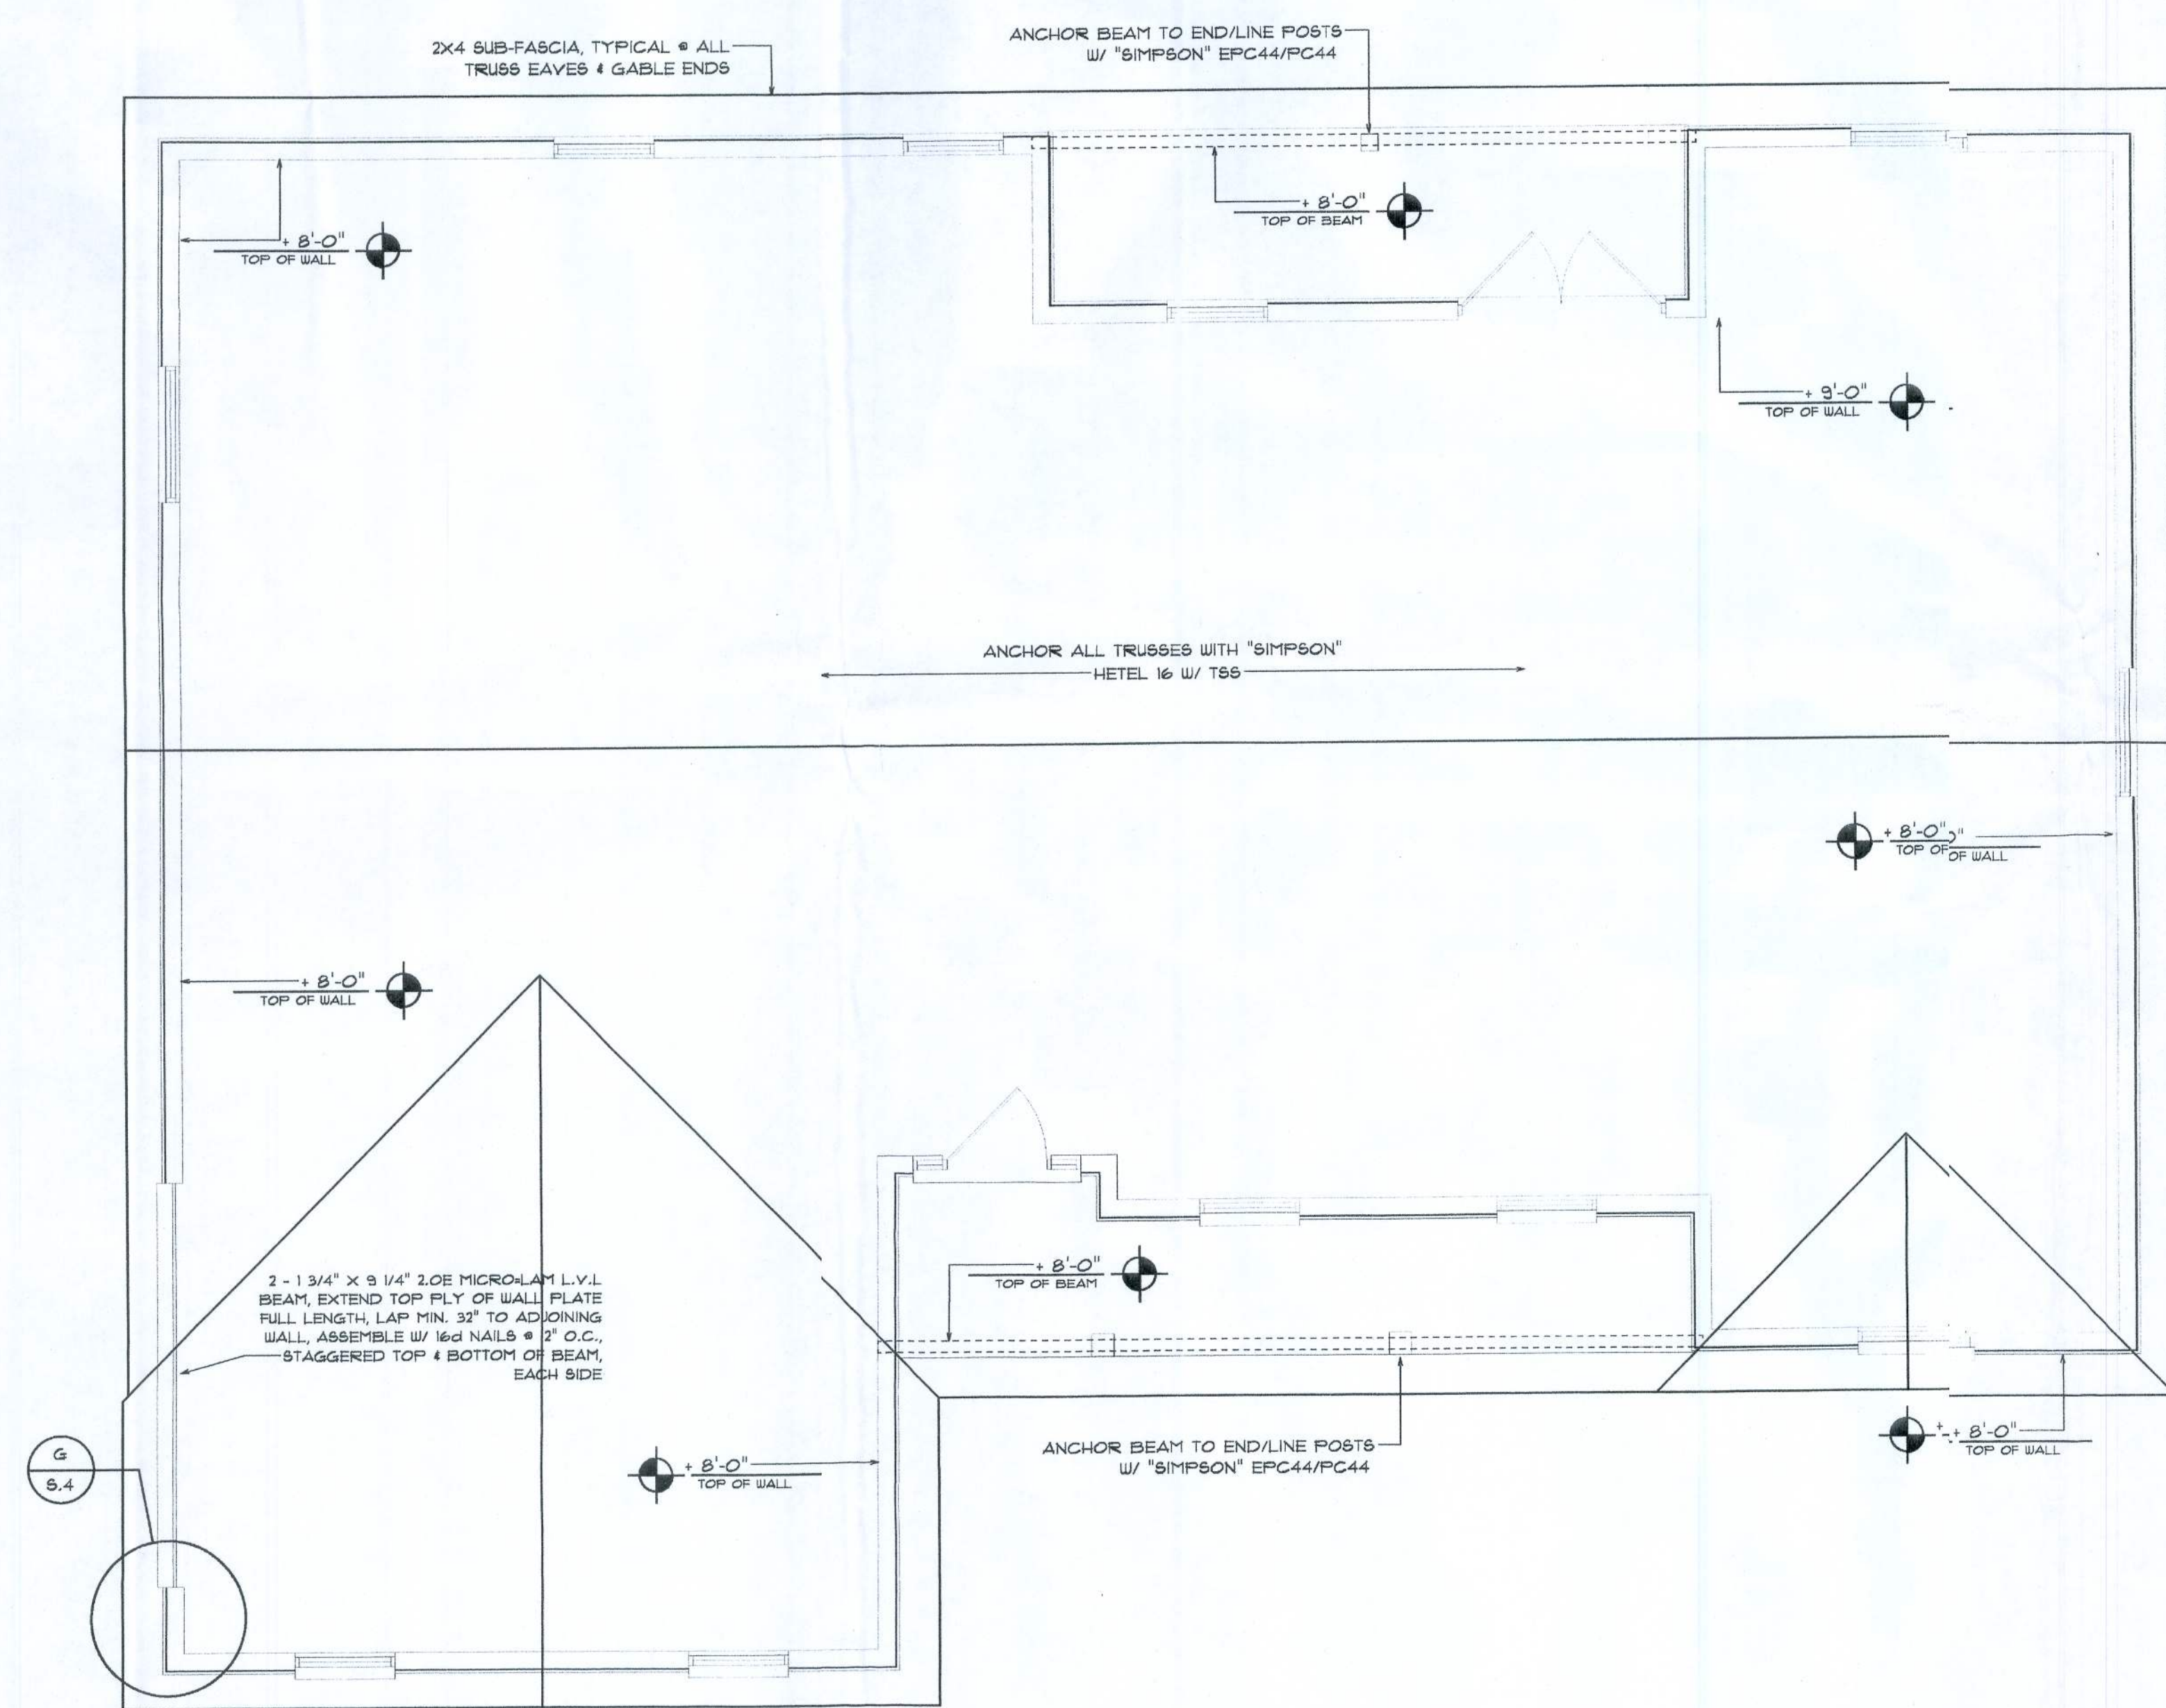 2X4 SUB-FASCIA, TYPICAL @ ALL
TRUSS EAVES & GABLE ENDS
ANCHOR BEAM TO END/LINE POSTS
W/ "SIMPSON" EPC44/PC44
+ 8'-0"
TOP OF WALL
+ 8'-0"
TOP OF BEAM
+ 9'-0"
TOP OF WALL
ANCHOR ALL TRUSSES WITH "SIMPSON"
HETEL 16 W/ TSS
+ 8'-0"
TOP OF OF WALL
+ 8'-0"
TOP OF WALL
2 - 1 3/4" X 9 1/4" 2.0E MICRO=LAM L.V.L
BEAM, EXTEND TOP PLY OF WALL PLATE
FULL LENGTH, LAP MIN. 32" TO ADJOINING
WALL, ASSEMBLE W/ 16d NAILS @ 12" O.C.,
STAGGERED TOP & BOTTOM OF BEAM,
EACH SIDE
+ 8'-0"
TOP OF BEAM
G
S.4
+ 8'-0"
TOP OF WALL
ANCHOR BEAM TO END/LINE POSTS
W/ "SIMPSON" EPC44/PC44
+ 8'-0"
TOP OF WALL